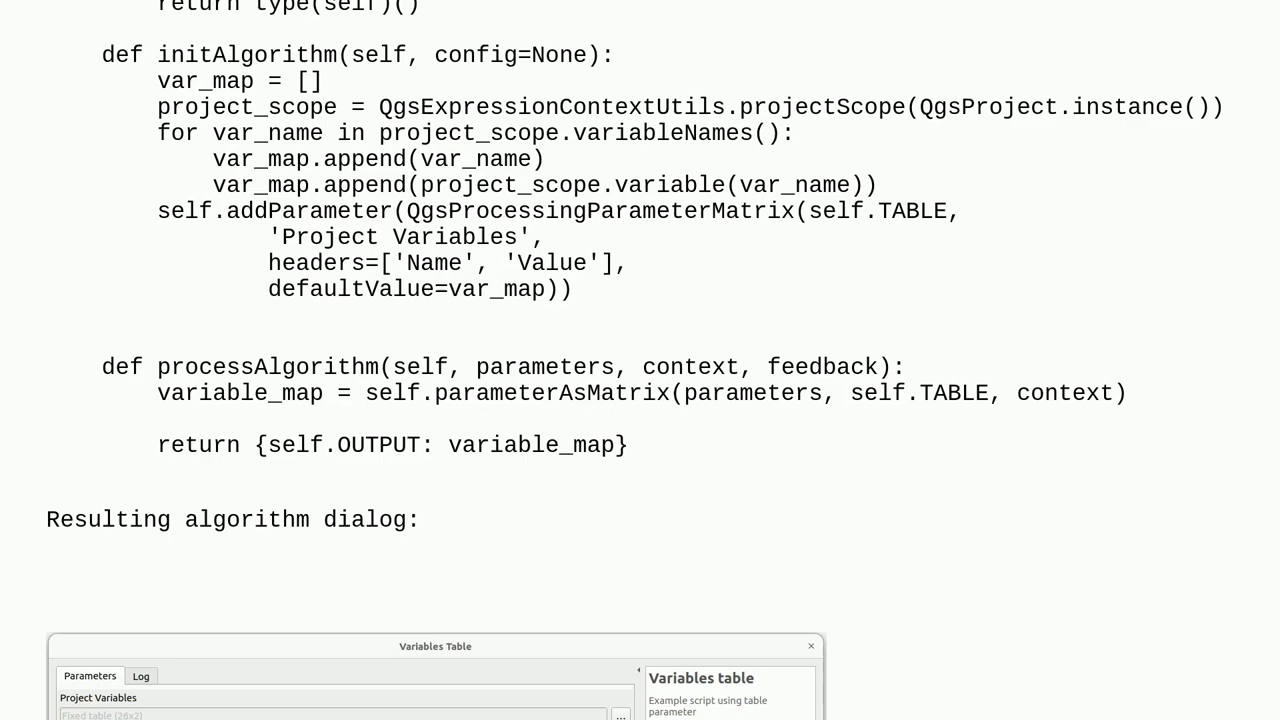 return type(self)()
def initAlgorithm(self, config=None):
var_map = []
project_scope = QgsExpressionContextUtils.projectScope(QgsProject.instance())
for var_name in project_scope.variableNames():
var_map.append(var_name)
var_map.append(project_scope.variable(var_name))
self.addParameter(QgsProcessingParameterMatrix(self.TABLE,
'Project Variables',
headers=['Name', 'Value'],
defaultValue=var_map))
def processAlgorithm(self, parameters, context, feedback):
variable_map = self.parameterAsMatrix(parameters, self.TABLE, context)
return {self.OUTPUT: variable_map}
Resulting algorithm dialog:
Variables Table
Parameters Log
Project Variables
Fixed table (26x2)
...
Variables table
Example script using table
parameter